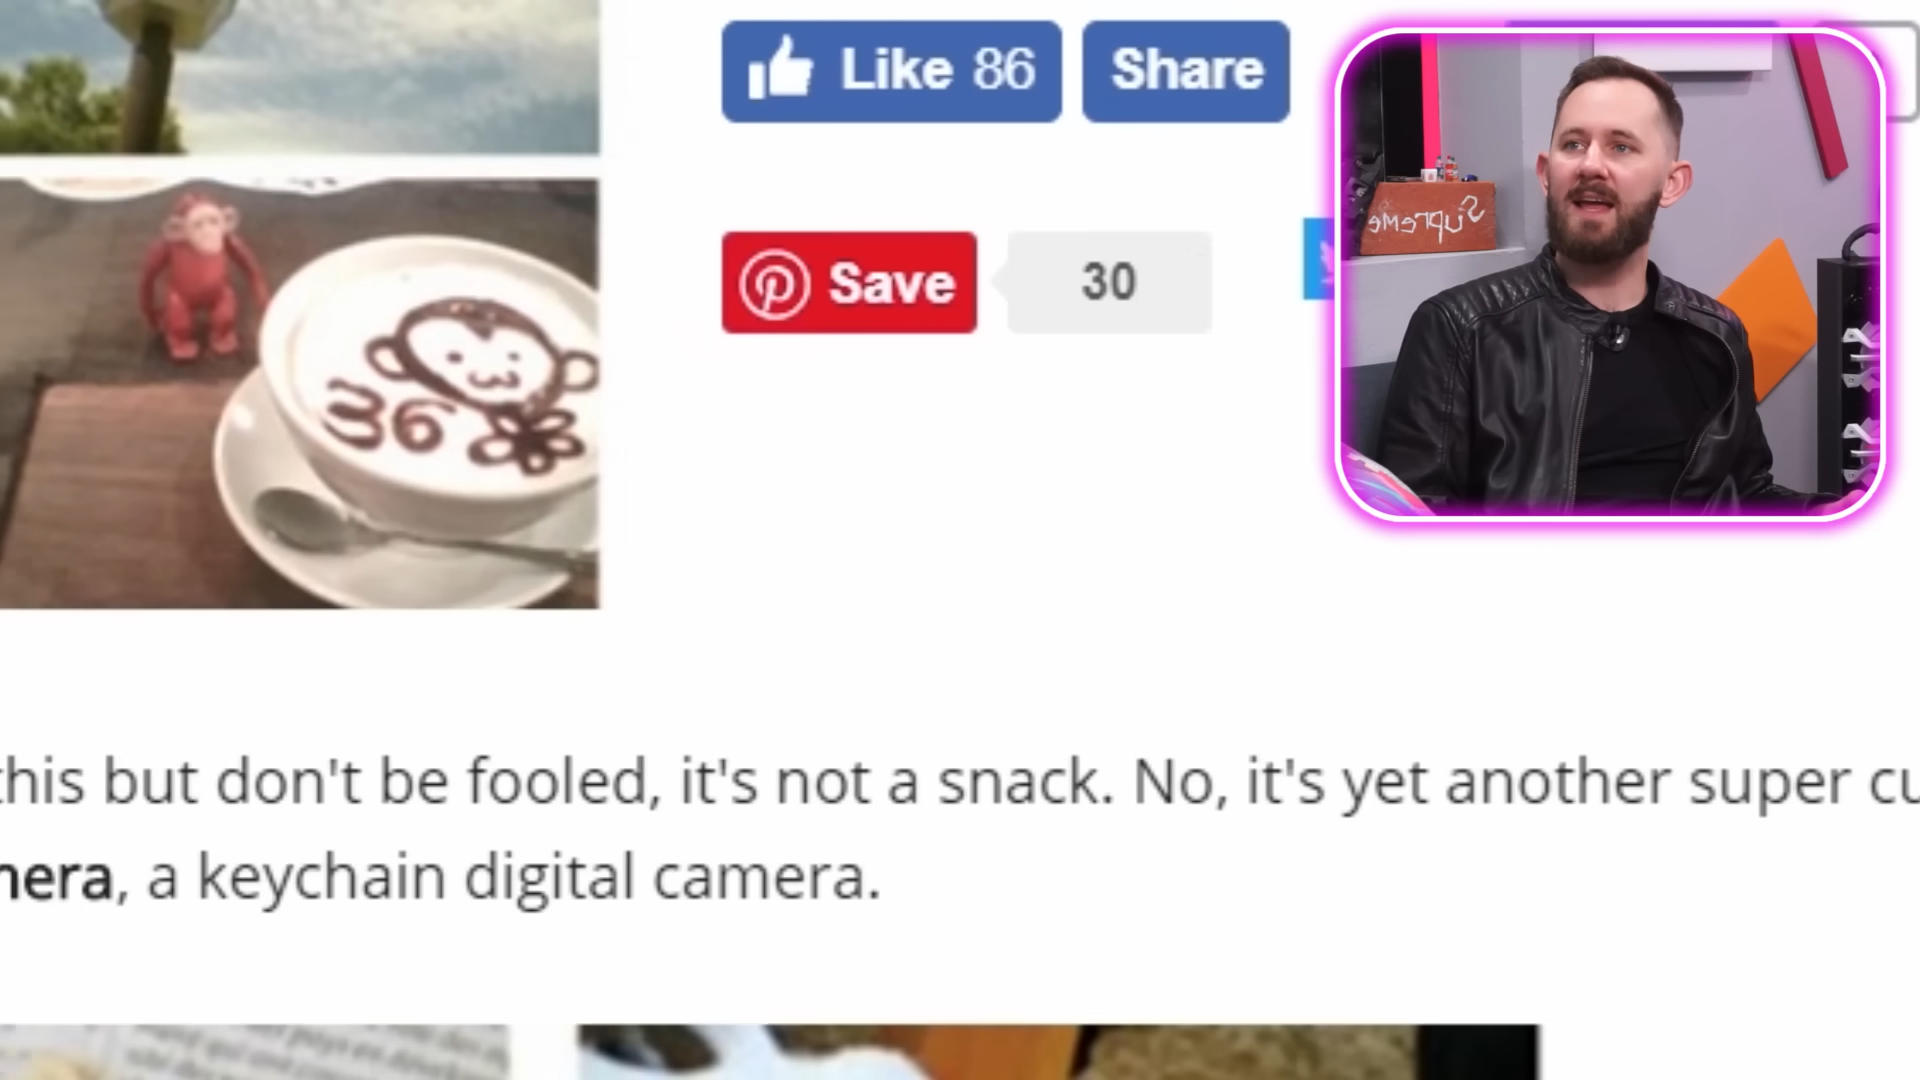 Like 86
Share
Save
30
Supreme
36
this but don't be fooled, it's not a snack. No, it's yet another super cu
mera, a keychain digital camera.